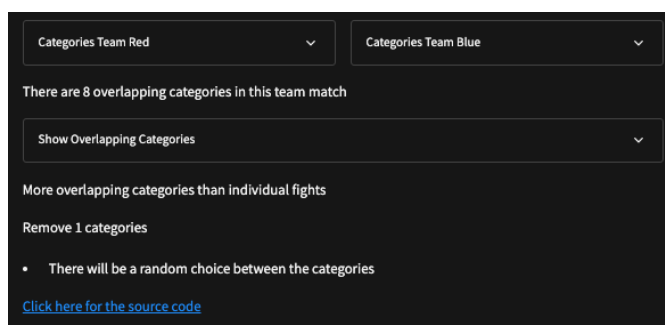 Categories Team Red
Categories Team Blue
There are 8 overlapping categories in this team match
Show Overlapping Categories
More overlapping categories than individual fights
Remove 1 categories
• There will be a random choice between the categories
Click here for the source code